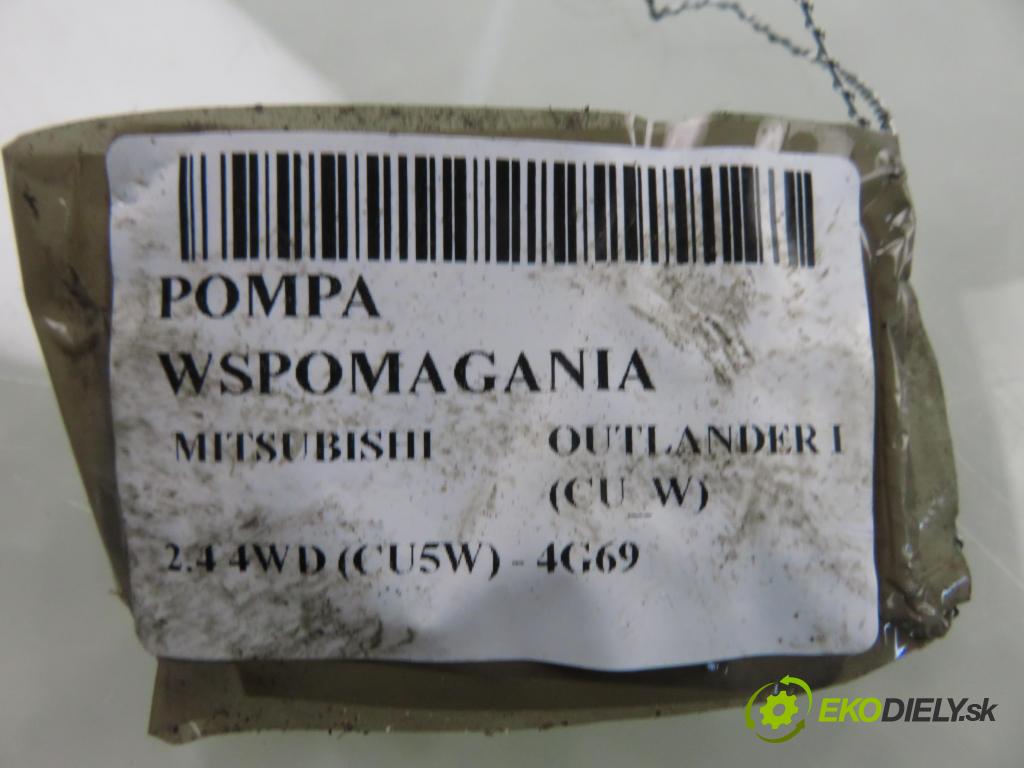 POMPA
WSPOMAGANIA
MITSUBISHI OUTLANDER I
(CU_W)
2.4 4WD (CU5W) - 4G69
EKODIELY.sk